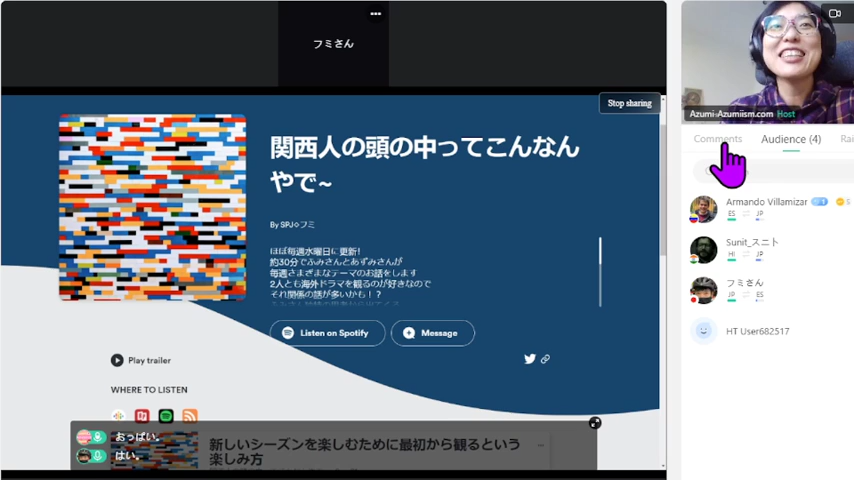 フミさん
Stop sharing
関西人の頭の中ってこんなん
やで~
By SPJ◇フミ
ほぼ毎週水曜日に更新!
約30分でふみさんとあずみさんが
毎週さまざまなテーマのお話をします
2人とも海外ドラマを観るのが好きなので
それ関係の話が多いかも！？
Listen on Spotify
Message
Play trailer
WHERE TO LISTEN
新しいシーズンを楽しむために最初から観るという
楽しみ方
おっぱい。
はい。
Azumi-Azumiism.com Host
Comments
Audience (4)
Rai
Armando Villamizar
ES JP
Sunit_スニト
HI JP
フミさん
JP ES
HT User682517